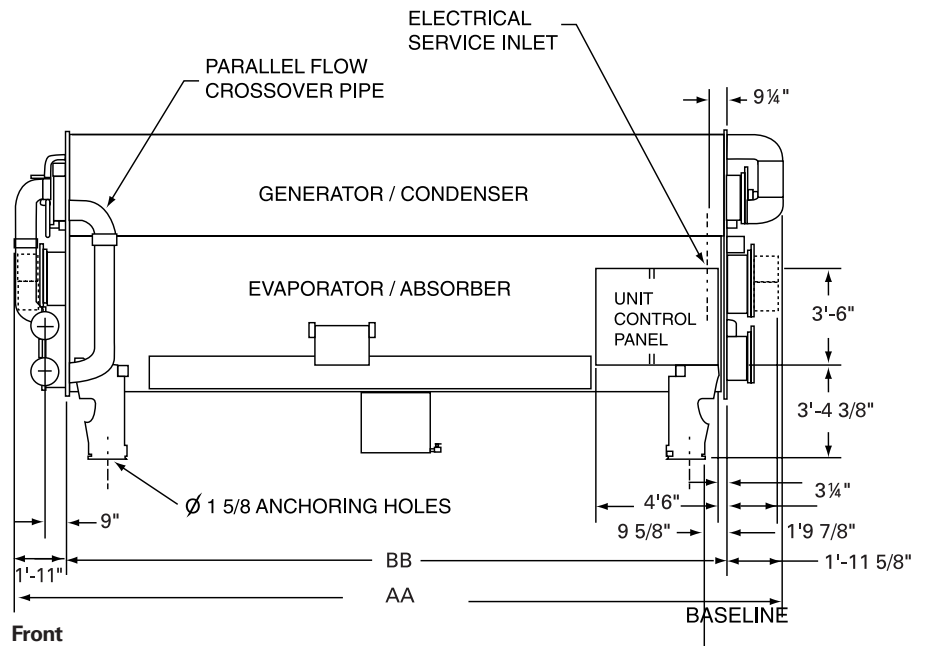 ELECTRICAL
SERVICE INLET
PARALLEL FLOW
CROSSOVER PIPE
9¼"
GENERATOR / CONDENSER
EVAPORATOR / ABSORBER
UNIT
CONTROL
PANEL
3'-6"
3'-4 3/8"
Ø 1 5/8 ANCHORING HOLES
9"
4'6"
3¼"
9 5/8"
1'9 7/8"
1'-11"
BB
1'-11 5/8"
AA
BASELINE
Front